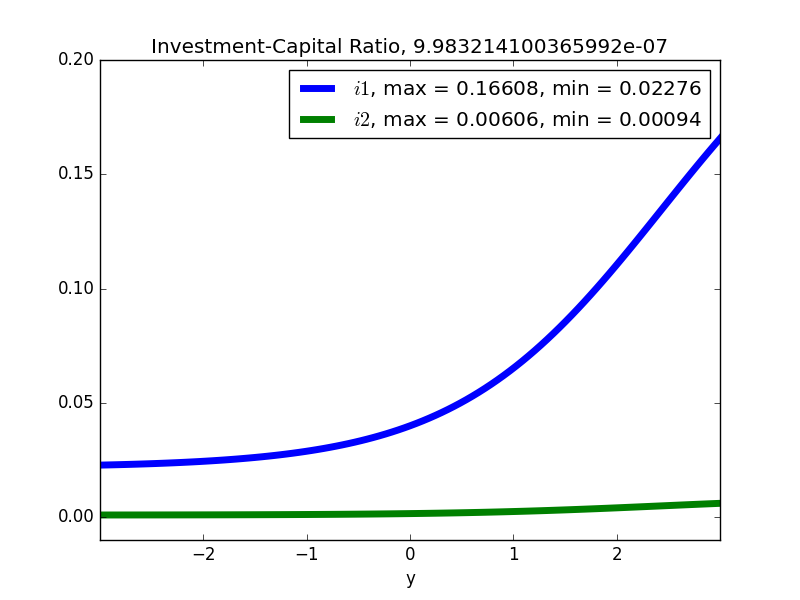 Investment-Capital Ratio, 9.983214100365992e-07
i1, max = 0.16608, min = 0.02276
i2, max = 0.00606, min = 0.00094
0.20
0.15
0.10
0.05
0.00
−2 −1 0 1 2
y